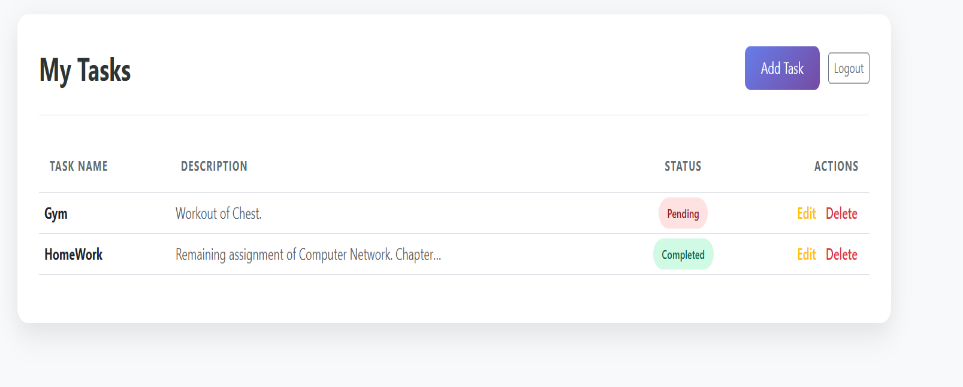 My Tasks Add Task Logout
TASK NAME DESCRIPTION STATUS ACTIONS
Gym Workout of Chest. Pending Edit Delete
HomeWork Remaining assignment of Computer Network. Chapter... Completed Edit Delete